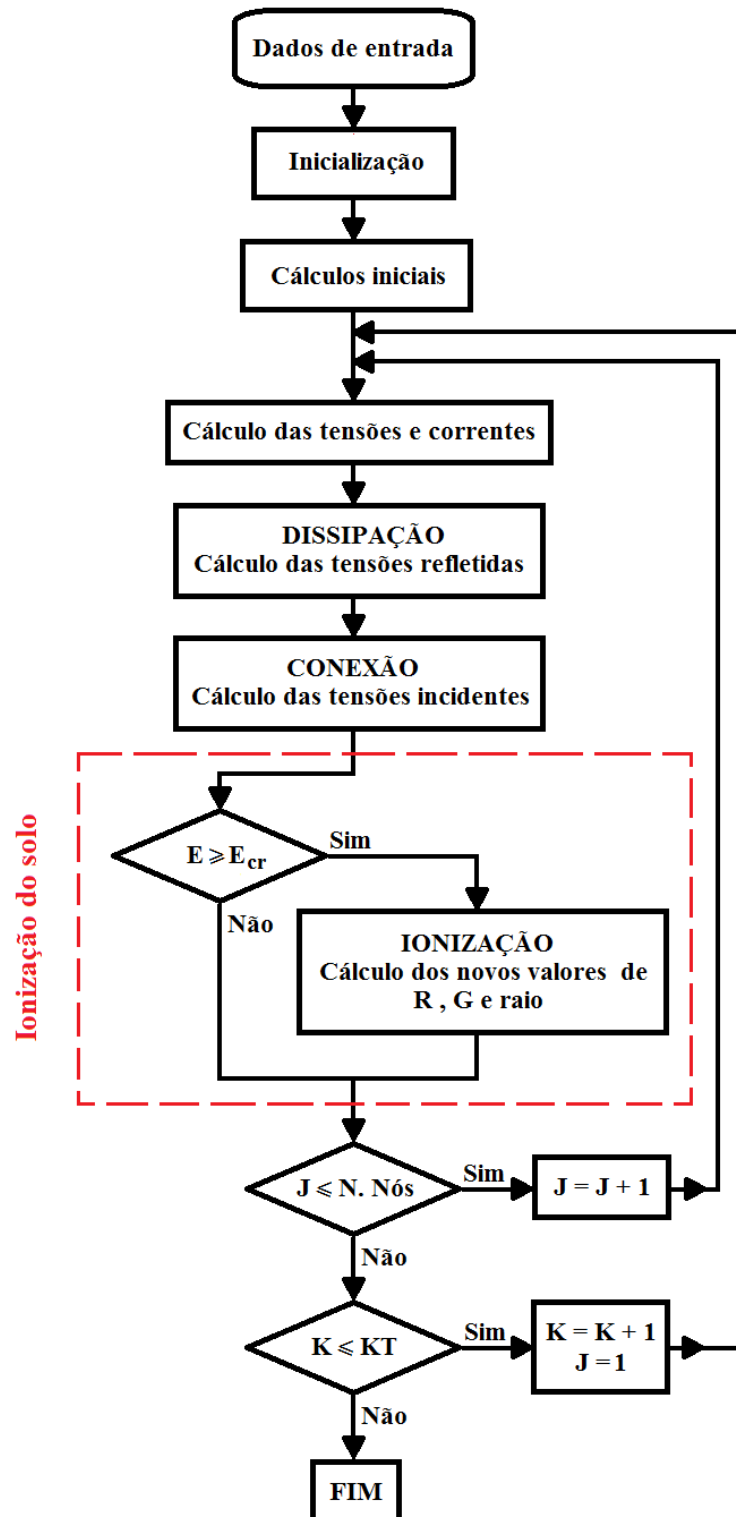 Dados de entrada
Inicialização
Cálculos iniciais
Cálculo das tensões e correntes
DISSIPAÇÃO
Cálculo das tensões refletidas
CONEXÃO
Cálculo das tensões incidentes
Ionização do solo
E ⩾ Ecr
Sim
Não
IONIZAÇÃO
Cálculo dos novos valores de
R , G e raio
J ⩽ N. Nós
Sim
J = J + 1
Não
K ⩽ KT
Sim
K = K + 1
J =1
Não
FIM